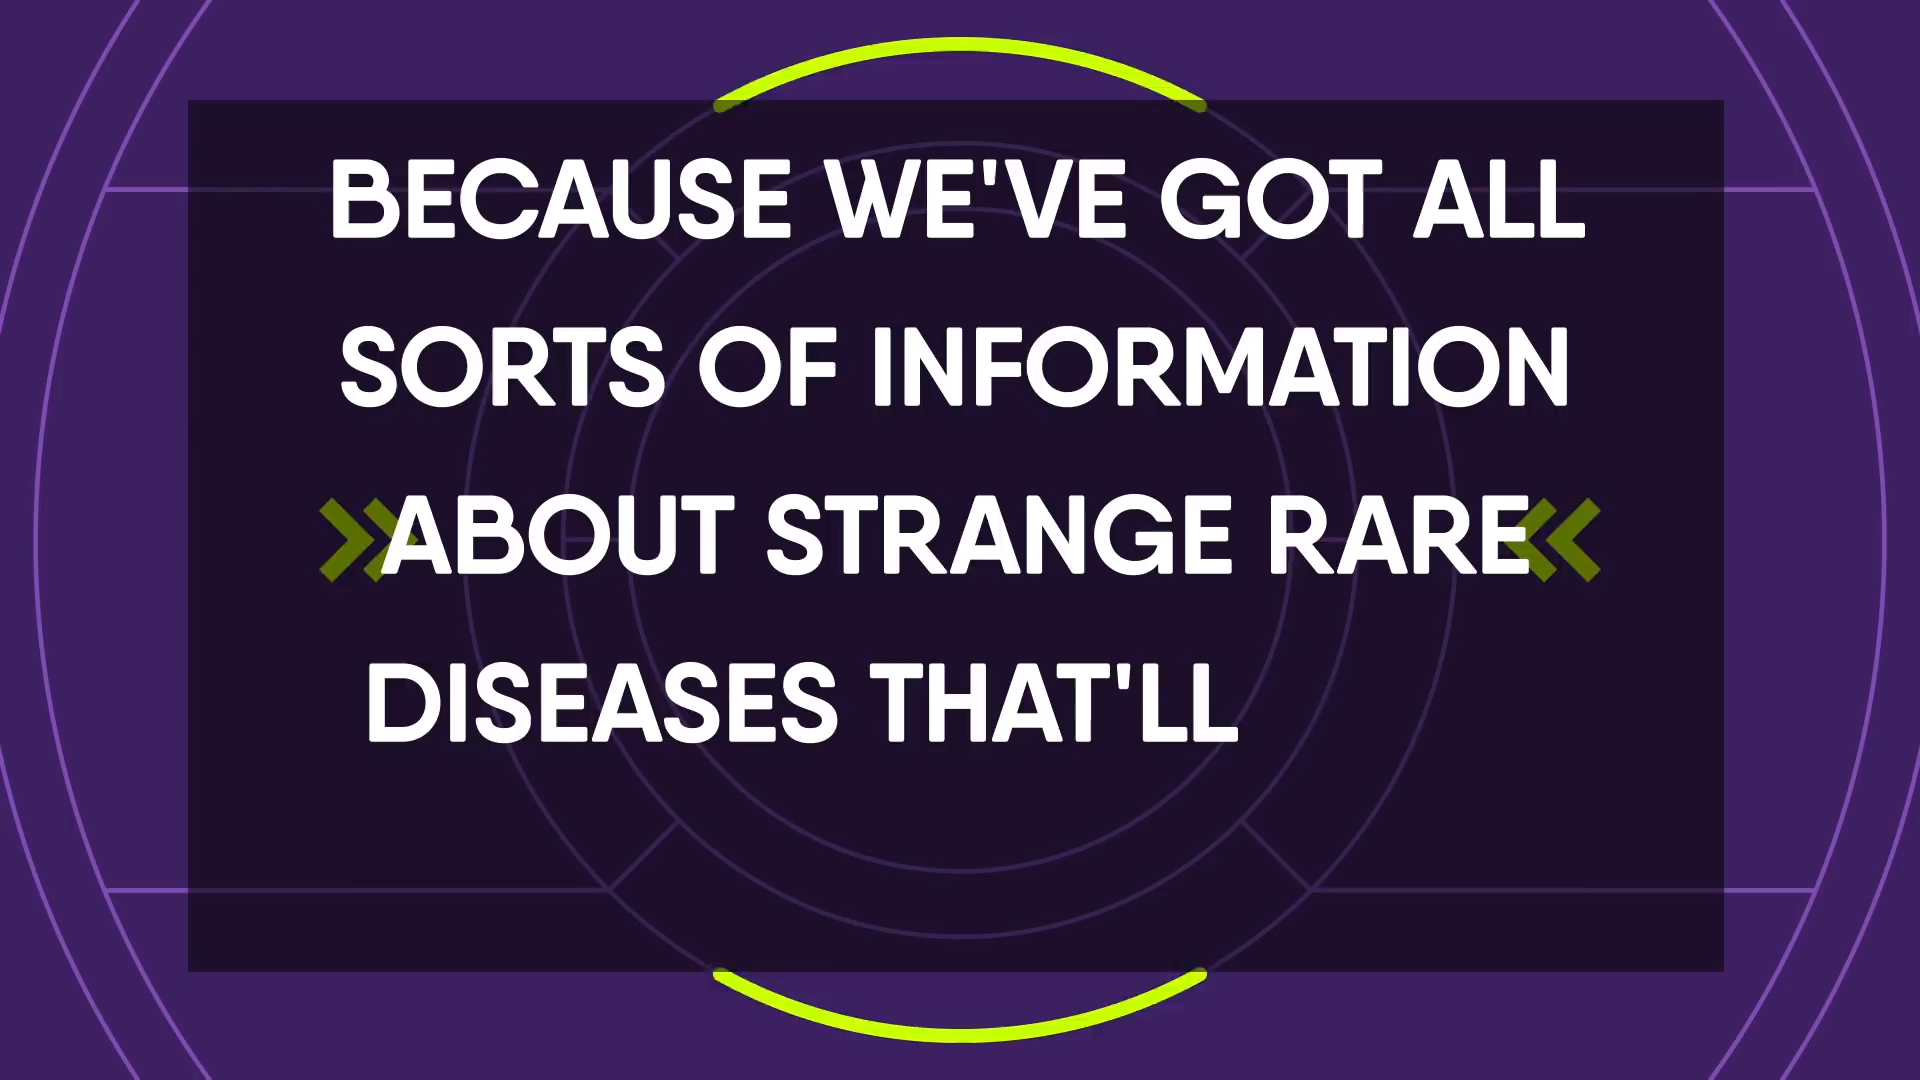 BECAUSE WE'VE GOT ALL
SORTS OF INFORMATION
ABOUT STRANGE RARE
DISEASES THAT'LL